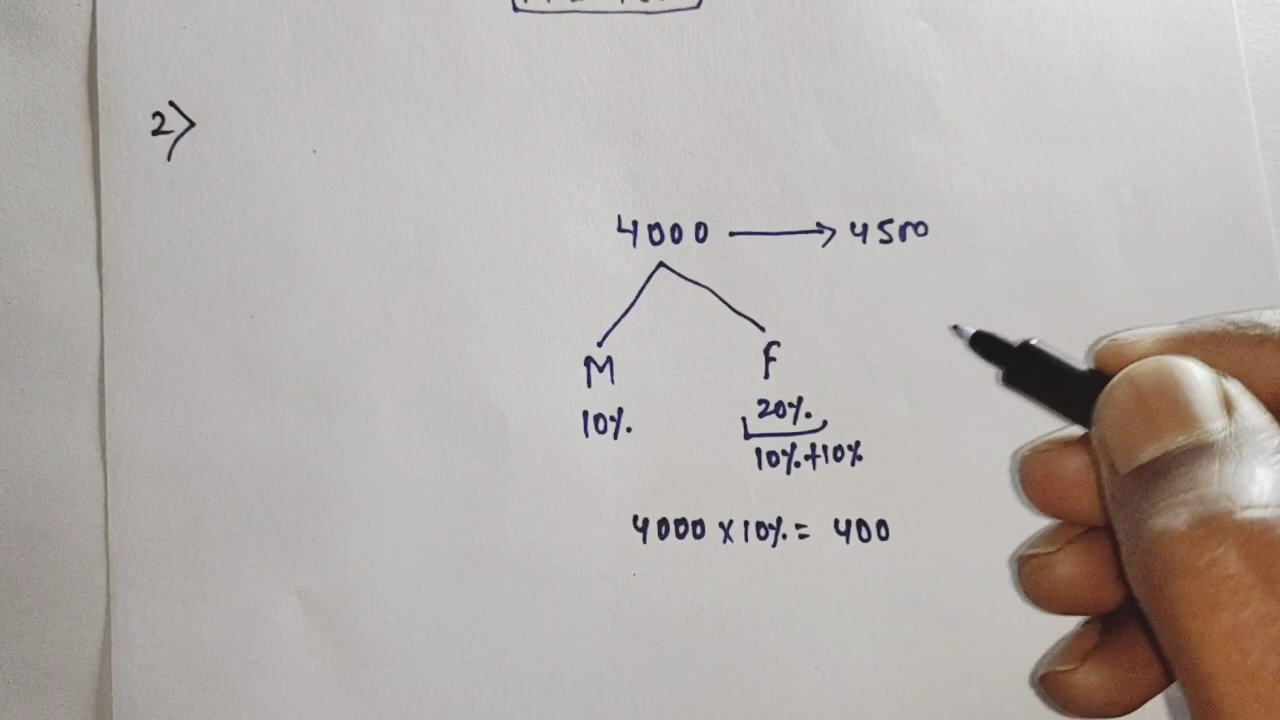 2>
4000 → 4500
M F
10% 20%
10%+10%
4000 x 10% = 400